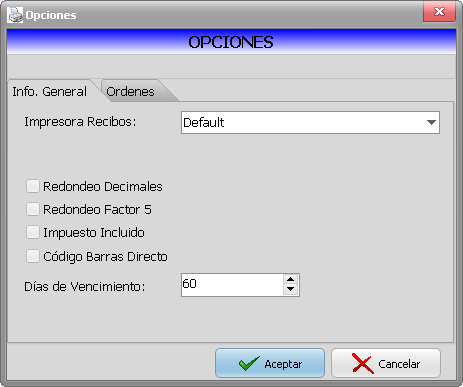 Opciones
OPCIONES
Info. General
Ordenes
Impresora Recibos:
Default
Redondeo Decimales
Redondeo Factor 5
Impuesto Incluido
Código Barras Directo
Días de Vencimiento:
60
Aceptar
Cancelar